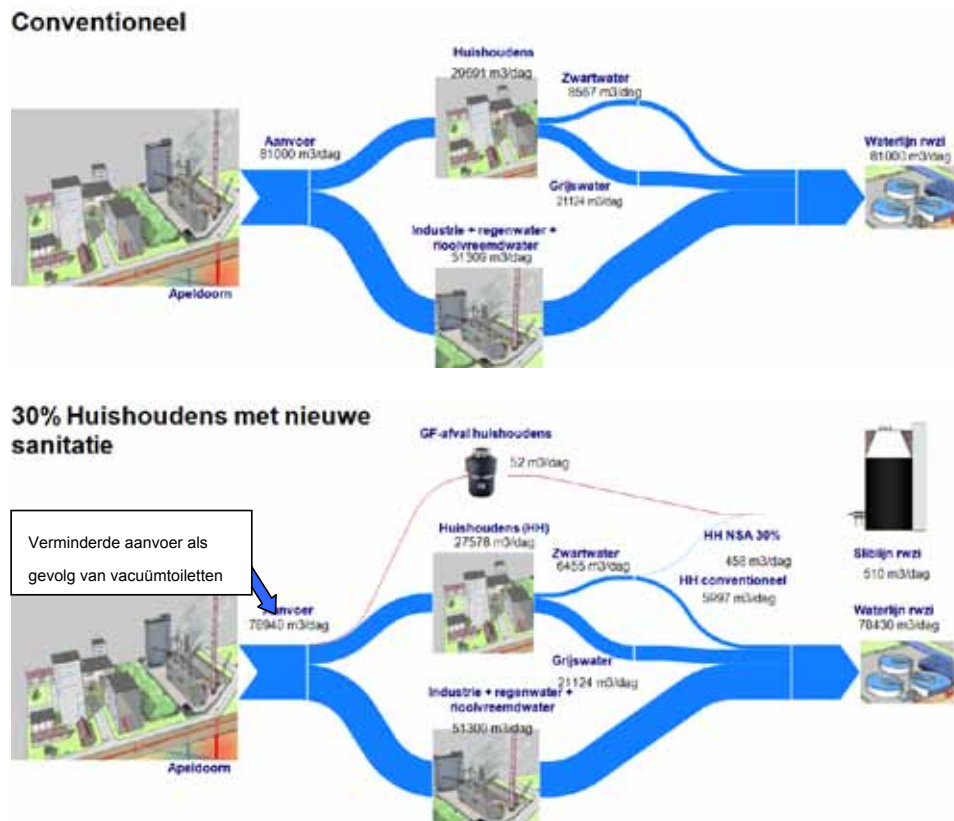 Conventioneel
Huishoudens
29691 m3/dag
Zwartwater
8567 m3/dag
Aanvoer
81000 m3/dag
Waterlijn rwzi
81000 m3/dag
Grijswater
21124 m3/dag
Industrie + regenwater +
rioolvreemdwater
51309 m3/dag
Apeldoorn
30% Huishoudens met nieuwe
sanitatie
GF-afval huishoudens
52 m3/dag
Verminderde aanvoer als
gevolg van vacuümtoiletten
Huishoudens (HH)
27578 m3/dag
Zwartwater
6455 m3/dag
HH NSA 30%
458 m3/dag
Sliblijn rwzi
510 m3/dag
HH conventioneel
5997 m3/dag
Aanvoer
78940 m3/dag
Waterlijn rwzi
78430 m3/dag
Grijswater
21124 m3/dag
Industrie + regenwater +
rioolvreemdwater
51309 m3/dag
Apeldoorn